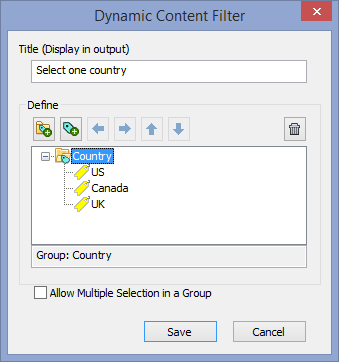 Dynamic Content Filter
Title (Display in output)
Select one country
Define
Country
US
Canada
UK
Group: Country
Allow Multiple Selection in a Group
Save Cancel